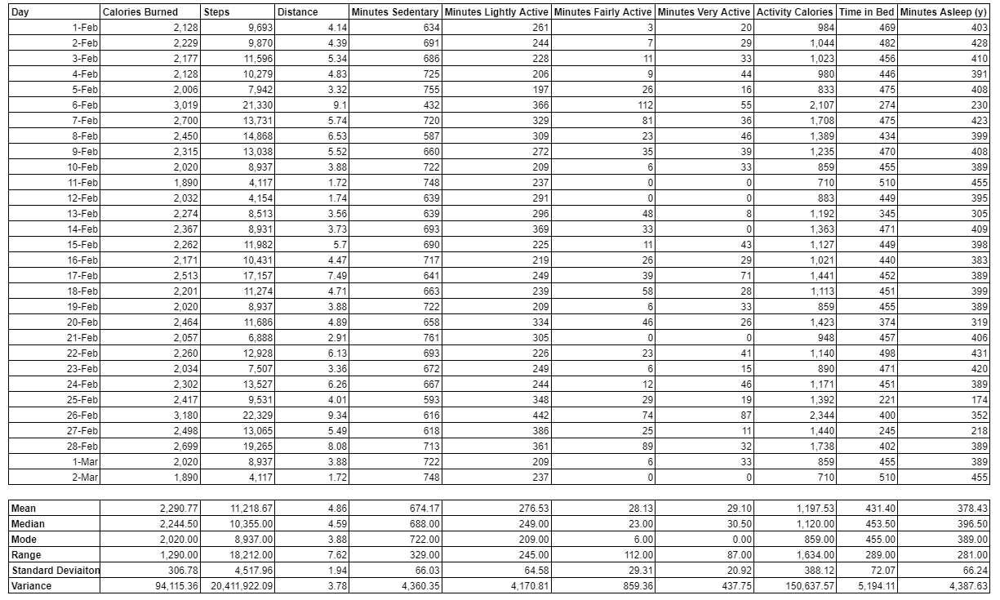 Day Calories Burned Steps Distance Minutes Sedentary Minutes Lightly Active Minutes Fairly Active Minutes Very Active Activity Calories Time in Bed Minutes Asleep (y)
1-Feb 2,128 9,693 4.14 634 261 3 20 984 469 403
2-Feb 2,229 9,870 4.39 691 244 7 29 1,044 482 428
3-Feb 2,177 11,596 5.34 686 228 11 33 1,023 456 410
4-Feb 2,128 10,279 4.83 725 206 9 44 980 446 391
5-Feb 2,006 7,942 3.32 755 197 26 16 833 475 408
6-Feb 3,019 21,330 9.1 432 366 112 55 2,107 274 230
7-Feb 2,700 13,731 5.74 720 329 81 36 1,708 475 423
8-Feb 2,450 14,868 6.53 587 309 23 46 1,389 434 399
9-Feb 2,315 13,038 5.52 660 272 35 39 1,235 470 408
10-Feb 2,020 8,937 3.88 722 209 6 33 859 455 389
11-Feb 1,890 4,117 1.72 748 237 0 0 710 510 455
12-Feb 2,032 4,154 1.74 639 291 0 0 883 449 395
13-Feb 2,274 8,513 3.56 639 296 48 8 1,192 345 305
14-Feb 2,367 8,931 3.73 693 369 33 0 1,363 471 409
15-Feb 2,262 11,982 5.7 690 225 11 43 1,127 449 398
16-Feb 2,171 10,431 4.47 717 219 26 29 1,021 440 383
17-Feb 2,513 17,157 7.49 641 249 39 71 1,441 452 389
18-Feb 2,201 11,274 4.71 663 239 58 28 1,113 451 399
19-Feb 2,020 8,937 3.88 722 209 6 33 859 455 389
20-Feb 2,464 11,686 4.89 658 334 46 26 1,423 374 319
21-Feb 2,057 6,888 2.91 761 305 0 0 948 457 406
22-Feb 2,260 12,928 6.13 693 226 23 41 1,140 498 431
23-Feb 2,034 7,507 3.36 672 249 6 15 890 471 420
24-Feb 2,302 13,527 6.26 667 244 12 46 1,171 451 389
25-Feb 2,417 9,531 4.01 593 348 29 19 1,392 221 174
26-Feb 3,180 22,329 9.34 616 442 74 87 2,344 400 352
27-Feb 2,498 13,065 5.49 618 386 25 11 1,440 245 218
28-Feb 2,699 19,265 8.08 713 361 89 32 1,738 402 389
1-Mar 2,020 8,937 3.88 722 209 6 33 859 455 389
2-Mar 1,890 4,117 1.72 748 237 0 0 710 510 455
Mean 2,290.77 11,218.67 4.86 674.17 276.53 28.13 29.10 1,197.53 431.40 378.43
Median 2,244.50 10,355.00 4.59 688.00 249.00 23.00 30.50 1,120.00 453.50 396.50
Mode 2,020.00 8,937.00 3.88 722.00 209.00 6.00 0.00 859.00 455.00 389.00
Range 1,290.00 18,212.00 7.62 329.00 245.00 112.00 87.00 1,634.00 289.00 281.00
Standard Deviaiton 306.78 4,517.96 1.94 66.03 64.58 29.31 20.92 388.12 72.07 66.24
Variance 94,115.36 20,411,922.09 3.78 4,360.35 4,170.81 859.36 437.75 150,637.57 5,194.11 4,387.63